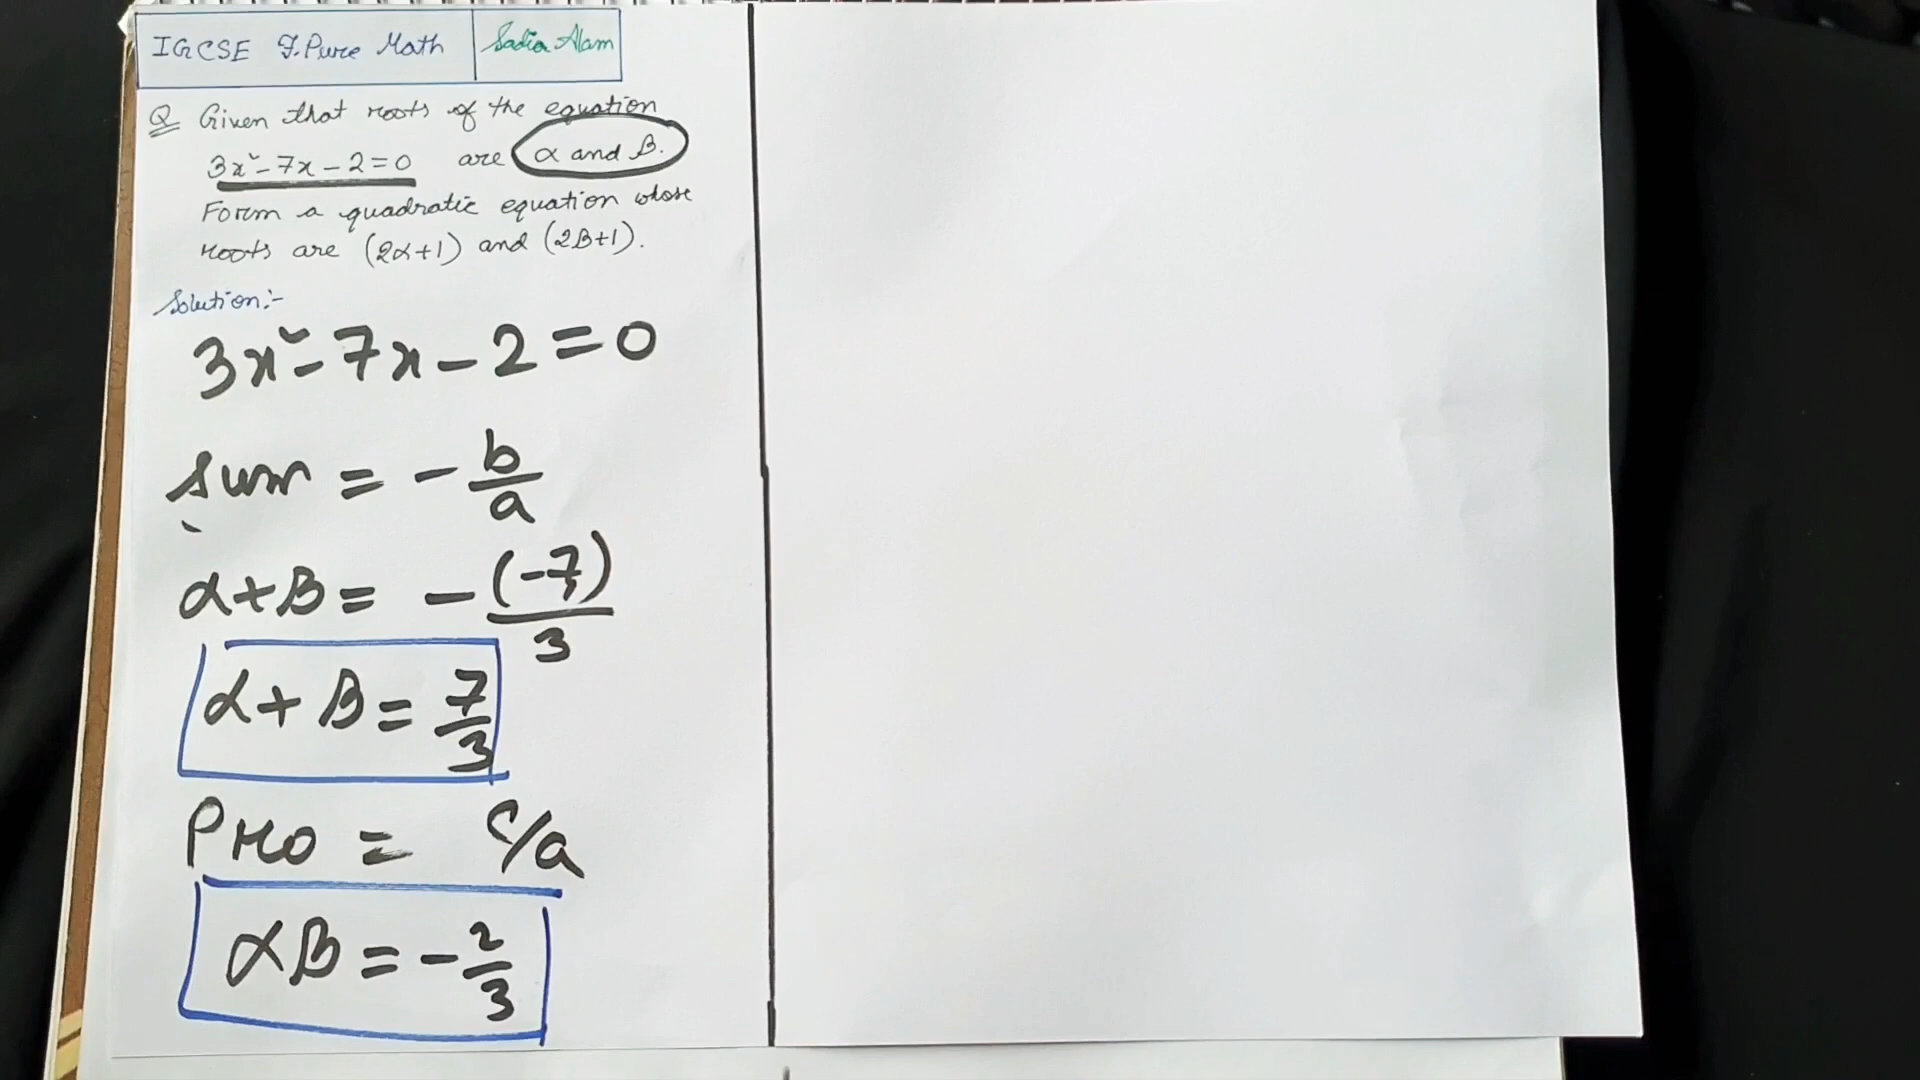 IGCSE F.Pure Math
Sadia Alam
Q Given that roots of the equation
3x²-7x-2=0 are α and β.
Form a quadratic equation whose
roots are (2α+1) and (2β+1).
Solution:-
3x²-7x-2=0
Sum = -b/a
α+β = -(-7)/3
α+β = 7/3
Pro = c/a
αβ = -2/3